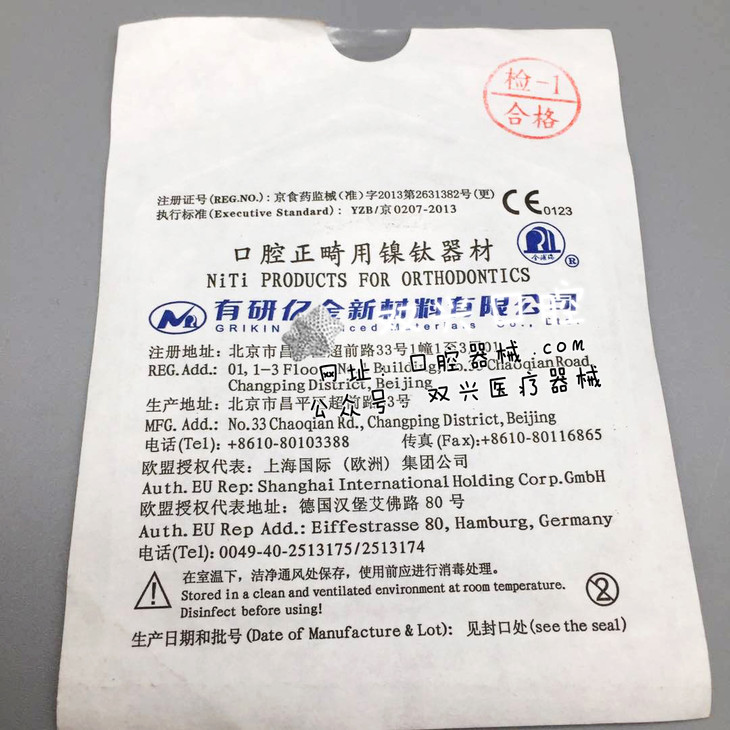 检-1
合格
注册证号(REG.NO.): 京食药监械(准)字2013第2631382号(更)
执行标准(Executive Standard): YZB/京0207-2013
CE 0123
口腔正畸用镍钛器材
NiTi PRODUCTS FOR ORTHODONTICS
®
有研亿金新材料有限公司
GRIKIN Materials Co., Ltd.
注册地址: 北京市昌 超前路33号1幢1至3
REG.Add.: 01, 1-3 Floor, Building, ChaoqianRoad,
Changping District, Beijing
网址: 口腔器械.com
公众号: 双兴医疗器械
生产地址: 北京市昌平 超前路33号
MFG. Add.: No.33 Chaoqian Rd., Changping District, Beijing
电话(Tel): +8610-80103388 传真(Fax):+8610-80116865
欧盟授权代表: 上海国际(欧洲)集团公司
Auth. EU Rep: Shanghai International Holding Corp.GmbH
欧盟授权代表地址: 德国汉堡艾佛路 80 号
Auth. EU Rep Add.: Eiffestrasse 80, Hamburg, Germany
电话(Tel): 0049-40-2513175/2513174
在室温下,洁净通风处保存,使用前应进行消毒处理。
Stored in a clean and ventilated environment at room temperature.
Disinfect before using!
生产日期和批号(Date of Manufacture & Lot): 见封口处(see the seal)